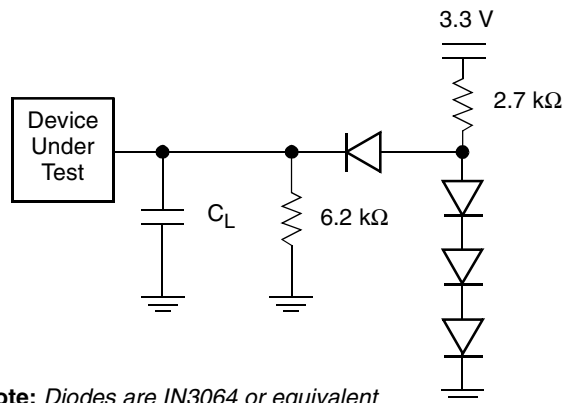 3.3 V
2.7 kΩ
Device
Under
Test
C_L
6.2 kΩ
ote: Diodes are IN3064 or equivalent